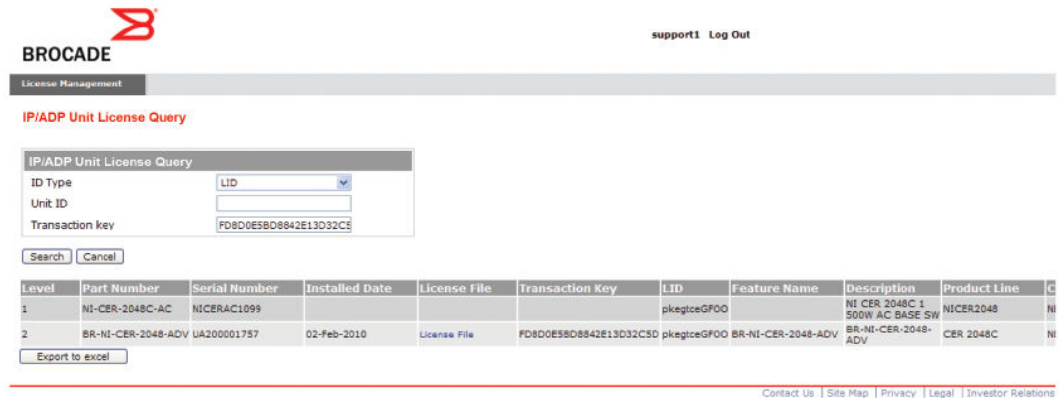 support1 Log Out
BROCADE
License Management
IP/ADP Unit License Query
IP/ADP Unit License Query
ID Type LID
Unit ID
Transaction key FD8D0E5BD8842E13D32C5
Search Cancel
Level Part Number Serial Number Installed Date License File Transaction Key LID Feature Name Description Product Line
1 NI-CER-2048C-AC NICERAC1099 pkegtceGFOO NI CER 2048C 1 NICER2048
500W AC BASE SW
2 BR-NI-CER-2048-ADV UA200001757 02-Feb-2010 License File FD8D0E5BD8842E13D32C5D pkegtceGFOO BR-NI-CER-2048-ADV BR-NI-CER-2048- CER 2048C
ADV
Export to excel
Contact Us | Site Map | Privacy | Legal | Investor Relations